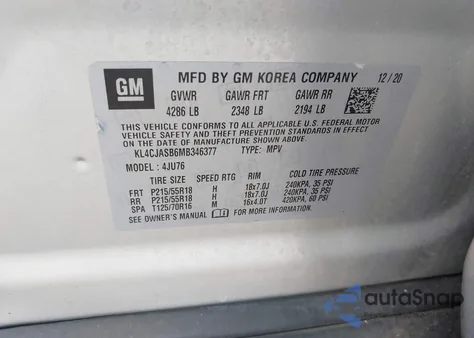 GM
MFD BY GM KOREA COMPANY 12/20
GVWR GAWR FRT GAWR RR
4286 LB 2348 LB 2194 LB
THIS VEHICLE CONFORMS TO ALL APPLICABLE U.S. FEDERAL MOTOR
VEHICLE SAFETY AND THEFT PREVENTION STANDARDS IN EFFECT
ON THE DATE OF MANUFACTURE SHOWN ABOVE.
KL4CJASB6MB346377 TYPE: MPV
MODEL : 4JU76
TIRE SIZE SPEED RTG RIM COLD TIRE PRESSURE
FRT P215/55R18 H 18x7.0J 240KPA, 35 PSI
RR P215/55R18 H 18x7.0J 240KPA, 35 PSI
SPA T125/70R16 M 16x4.0T 420KPA, 60 PSI
SEE OWNER'S MANUAL FOR MORE INFORMATION
autoSnap